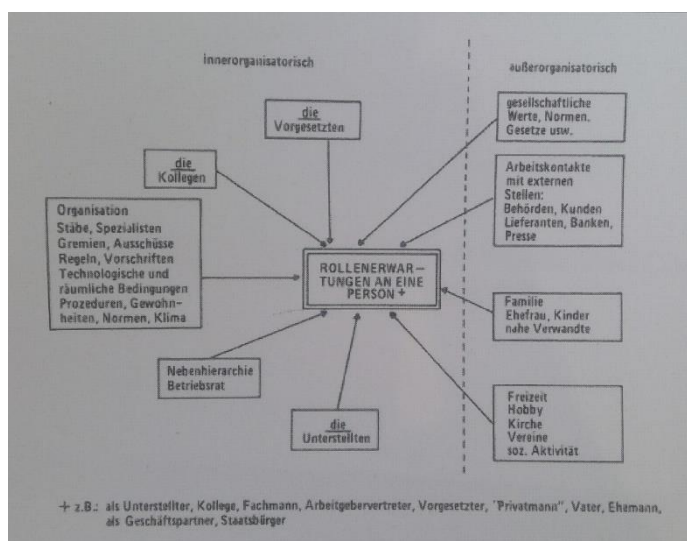 innerorganisatorisch
außerorganisatorisch
die
Vorgesetzten
die
Kollegen
Organisation
Stäbe, Spezialisten
Gremien, Ausschüsse
Regeln, Vorschriften
Technologische und
räumliche Bedingungen
Prozeduren, Gewohn-
heiten, Normen, Klima
Nebenhierarchie
Betriebsrat
die
Unterstellten
ROLLENERWAR-
TUNGEN AN EINE
PERSON +
gesellschaftliche
Werte, Normen,
Gesetze usw.
Arbeitskontakte
mit externen
Stellen:
Behörden, Kunden
Lieferanten, Banken,
Presse
Familie
Ehefrau, Kinder
nahe Verwandte
Freizeit
Hobby
Kirche
Vereine
soz. Aktivität
+ z.B.: als Unterstellter, Kollege, Fachmann, Arbeitgebervertreter, Vorgesetzter, "Privatmann", Vater, Ehemann,
als Geschäftspartner, Staatsbürger